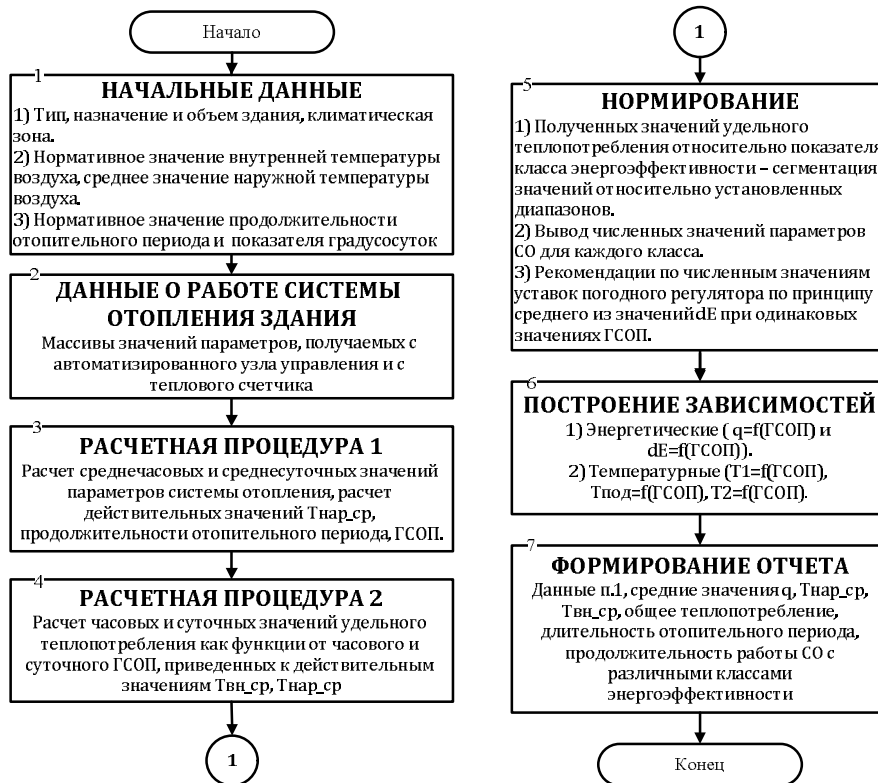 Начало
1
НАЧАЛЬНЫЕ ДАННЫЕ
1) Тип, назначение и объем здания, климатическая
зона.
2) Нормативное значение внутренней температуры
воздуха, среднее значение наружной температуры
воздуха.
3) Нормативное значение продолжительности
отопительного периода и показателя градусосуток
2
ДАННЫЕ О РАБОТЕ СИСТЕМЫ
ОТОПЛЕНИЯ ЗДАНИЯ
Массивы значений параметров, получаемых с
автоматизированного узла управления и с
теплового счетчика
3
РАСЧЕТНАЯ ПРОЦЕДУРА 1
Расчет среднечасовых и среднесуточных значений
параметров системы отопления, расчет
действительных значений Тнар_ср,
продолжительности отопительного периода, ГСОП.
4
РАСЧЕТНАЯ ПРОЦЕДУРА 2
Расчет часовых и суточных значений удельного
теплопотребления как функции от часового и
суточного ГСОП, приведенных к действительным
значениям Твн_ср, Тнар_ср
1
1
5
НОРМИРОВАНИЕ
1) Полученных значений удельного
теплопотребления относительно показателя
класса энергоэффективности – сегментация
значений относительно установленных
диапазонов.
2) Вывод численных значений параметров
СО для каждого класса.
3) Рекомендации по численным значениям
уставок погодного регулятора по принципу
среднего из значений dE при одинаковых
значениях ГСОП.
6
ПОСТРОЕНИЕ ЗАВИСИМОСТЕЙ
1) Энергетические ( q=f(ГСОП) и
dE=f(ГСОП)).
2) Температурные (Т1=f(ГСОП),
Тпод=f(ГСОП), Т2=f(ГСОП).
7
ФОРМИРОВАНИЕ ОТЧЕТА
Данные п.1, средние значения q, Тнар_ср,
Твн_ср, общее теплопотребление,
длительность отопительного периода,
продолжительность работы СО с
различными классами
энергоэффективности
Конец